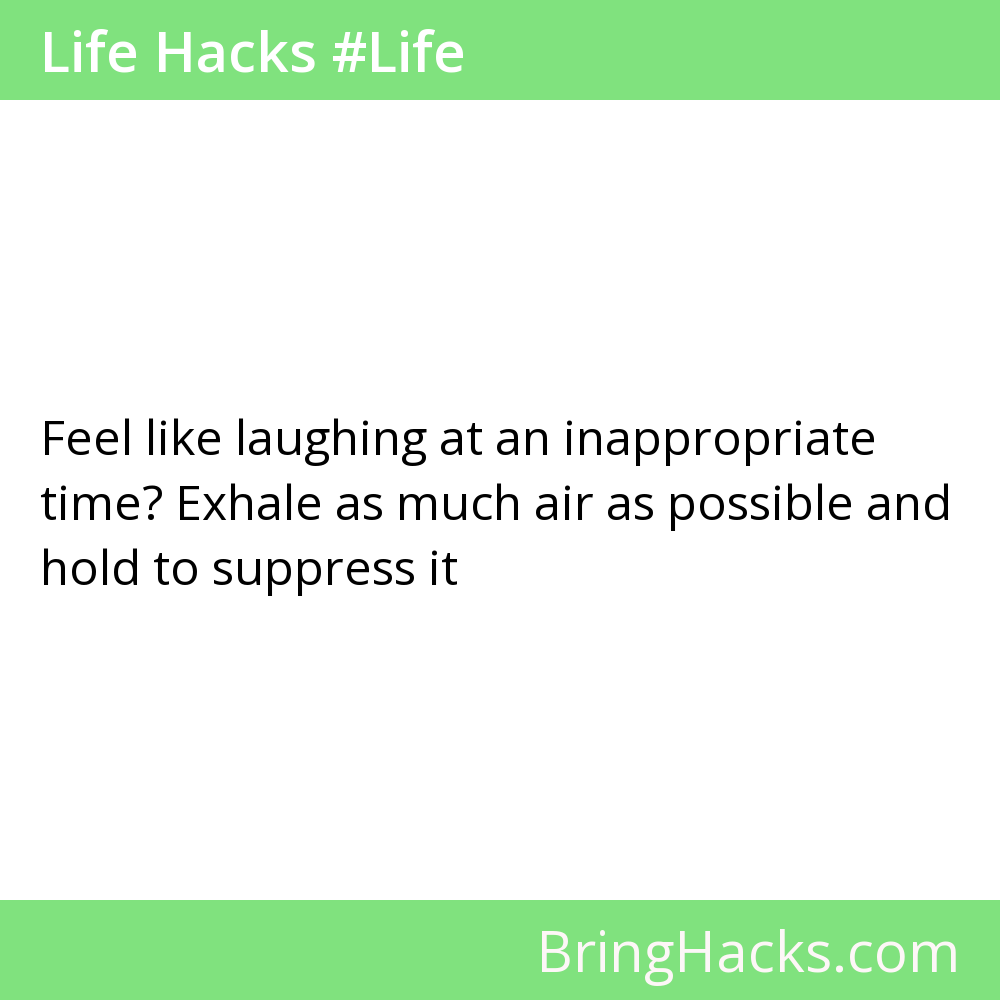 Life Hacks #Life
Feel like laughing at an inappropriate
time? Exhale as much air as possible and
hold to suppress it
BringHacks.com